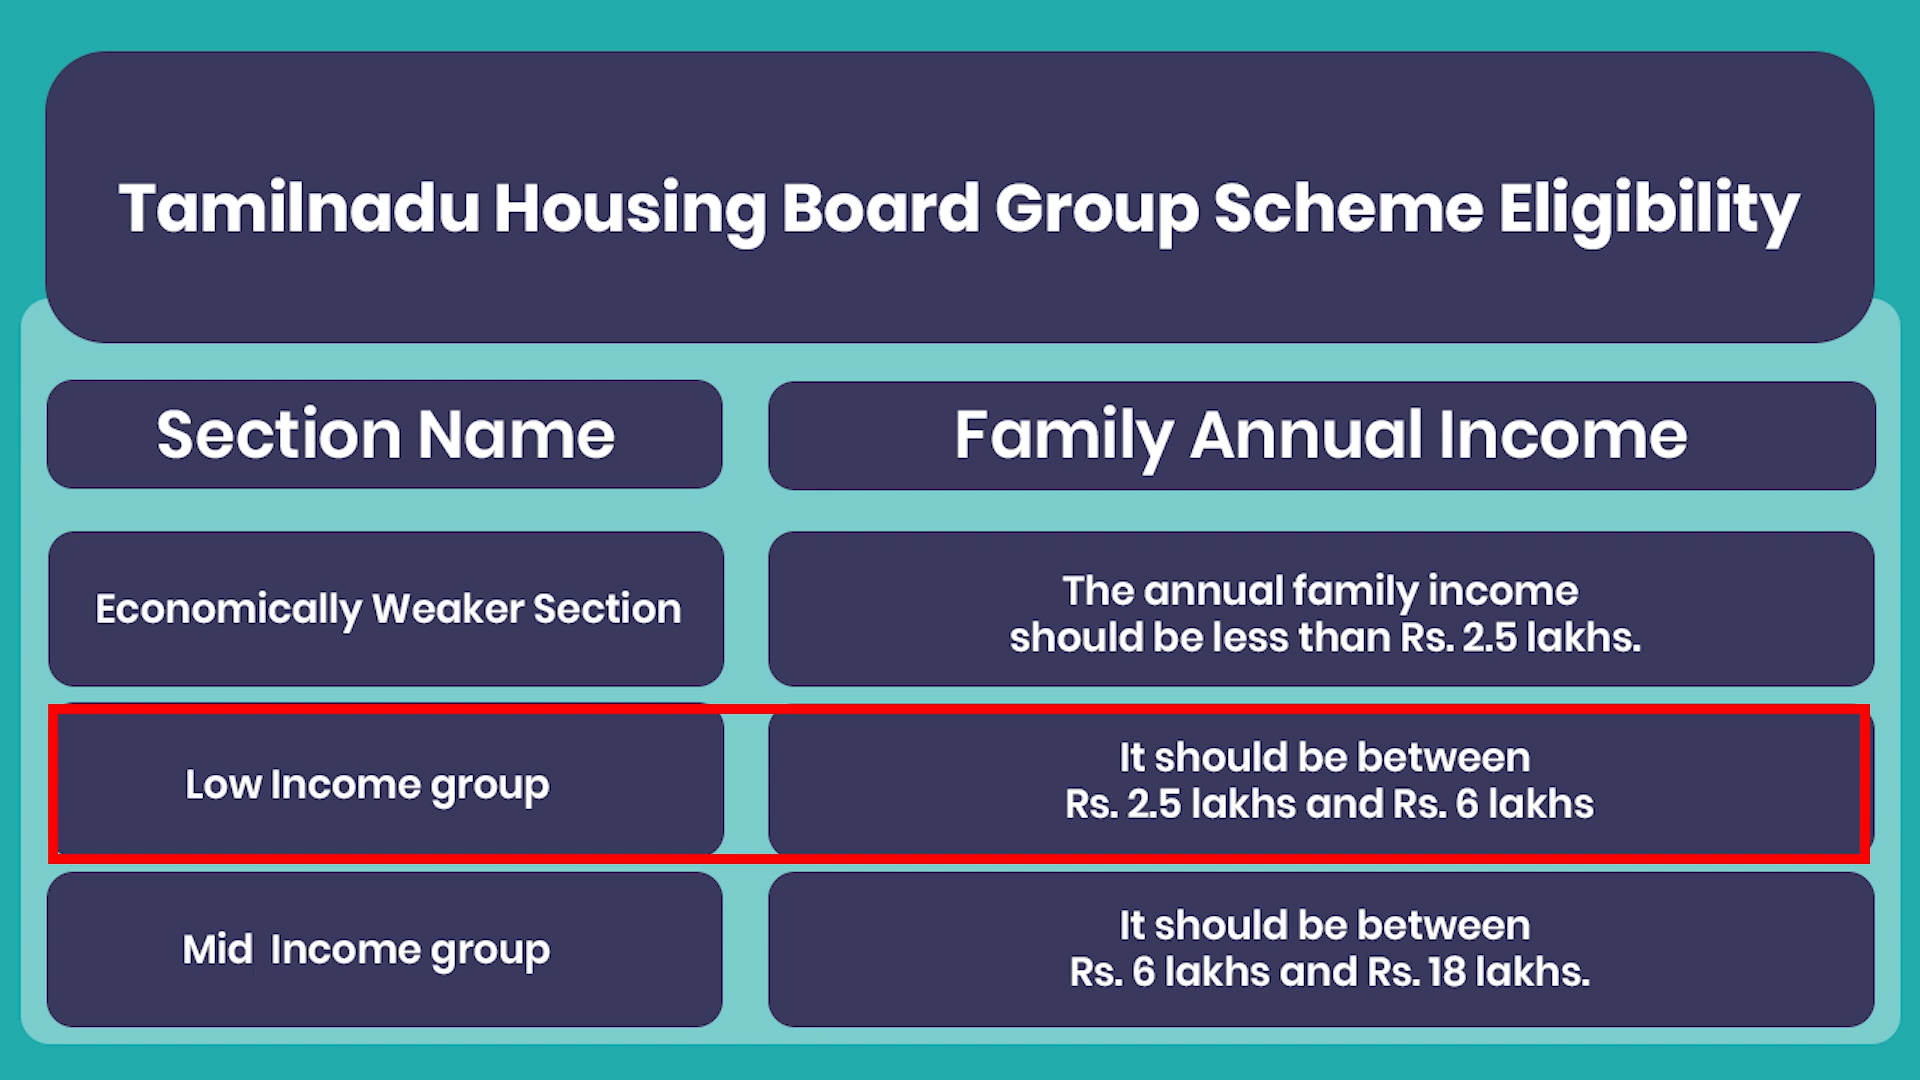 Tamilnadu Housing Board Group Scheme Eligibility
Section Name
Family Annual Income
Economically Weaker Section
The annual family income
should be less than Rs. 2.5 lakhs.
Low Income group
It should be between
Rs. 2.5 lakhs and Rs. 6 lakhs
Mid Income group
It should be between
Rs. 6 lakhs and Rs. 18 lakhs.